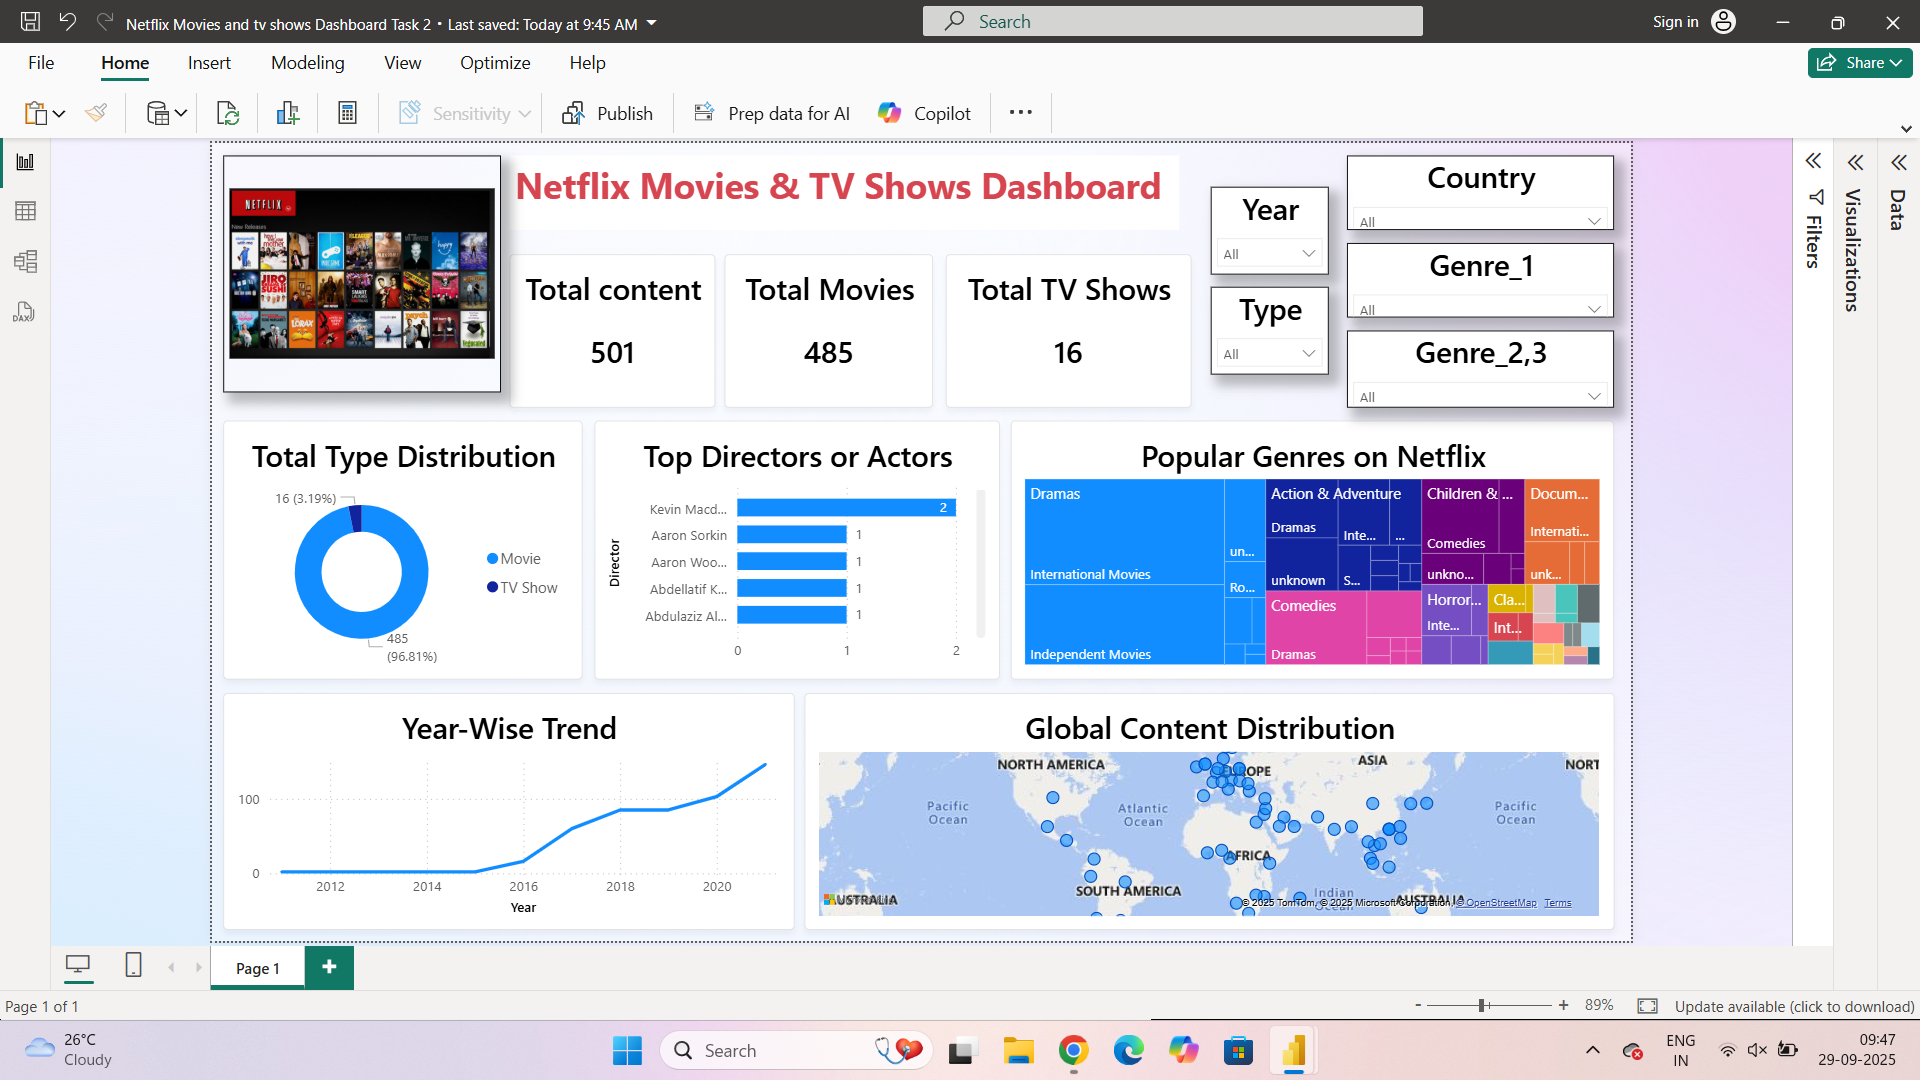 Netflix Movies and tv shows Dashboard Task 2 • Last saved: Today at 9:45 AM
Search
Sign in
File
Home
Insert
Modeling
View
Optimize
Help
Share
Sensitivity
Publish
Prep data for AI
Copilot
...
DAX
NETFLIX
New Releases
Netflix Movies & TV Shows Dashboard
Year
All
Type
All
Country
All
Genre_1
All
Genre_2,3
All
Filters
Visualizations
Data
Total content
501
Total Movies
485
Total TV Shows
16
Total Type Distribution
16 (3.19%)
485
(96.81%)
Movie
TV Show
Top Directors or Actors
Director
Kevin Macd... 2
Aaron Sorkin 1
Aaron Woo... 1
Abdellatif K... 1
Abdulaziz Al... 1
0 1 2
Popular Genres on Netflix
Dramas
International Movies
Independent Movies
un...
Ro...
Action & Adventure
Dramas
Inte...
...
unknown
S...
Comedies
Dramas
Children & ...
Comedies
unkno...
Docum...
Internati...
unk...
Horror...
Inte...
Cla...
Int...
Year-Wise Trend
100
0
2012 2014 2016 2018 2020
Year
Global Content Distribution
NORTH AMERICA
EUROPE
ASIA
NORT
Pacific
Ocean
Atlantic
Ocean
Pacific
Ocean
AFRICA
SOUTH AMERICA
Indian
Ocean
AUSTRALIA
AUSTRALIA
© 2025 TomTom, © 2025 Microsoft Corporation, © OpenStreetMap Terms
Page 1
Page 1 of 1
- + 89%
Update available (click to download)
26°C
Cloudy
Search
ENG
IN
09:47
29-09-2025